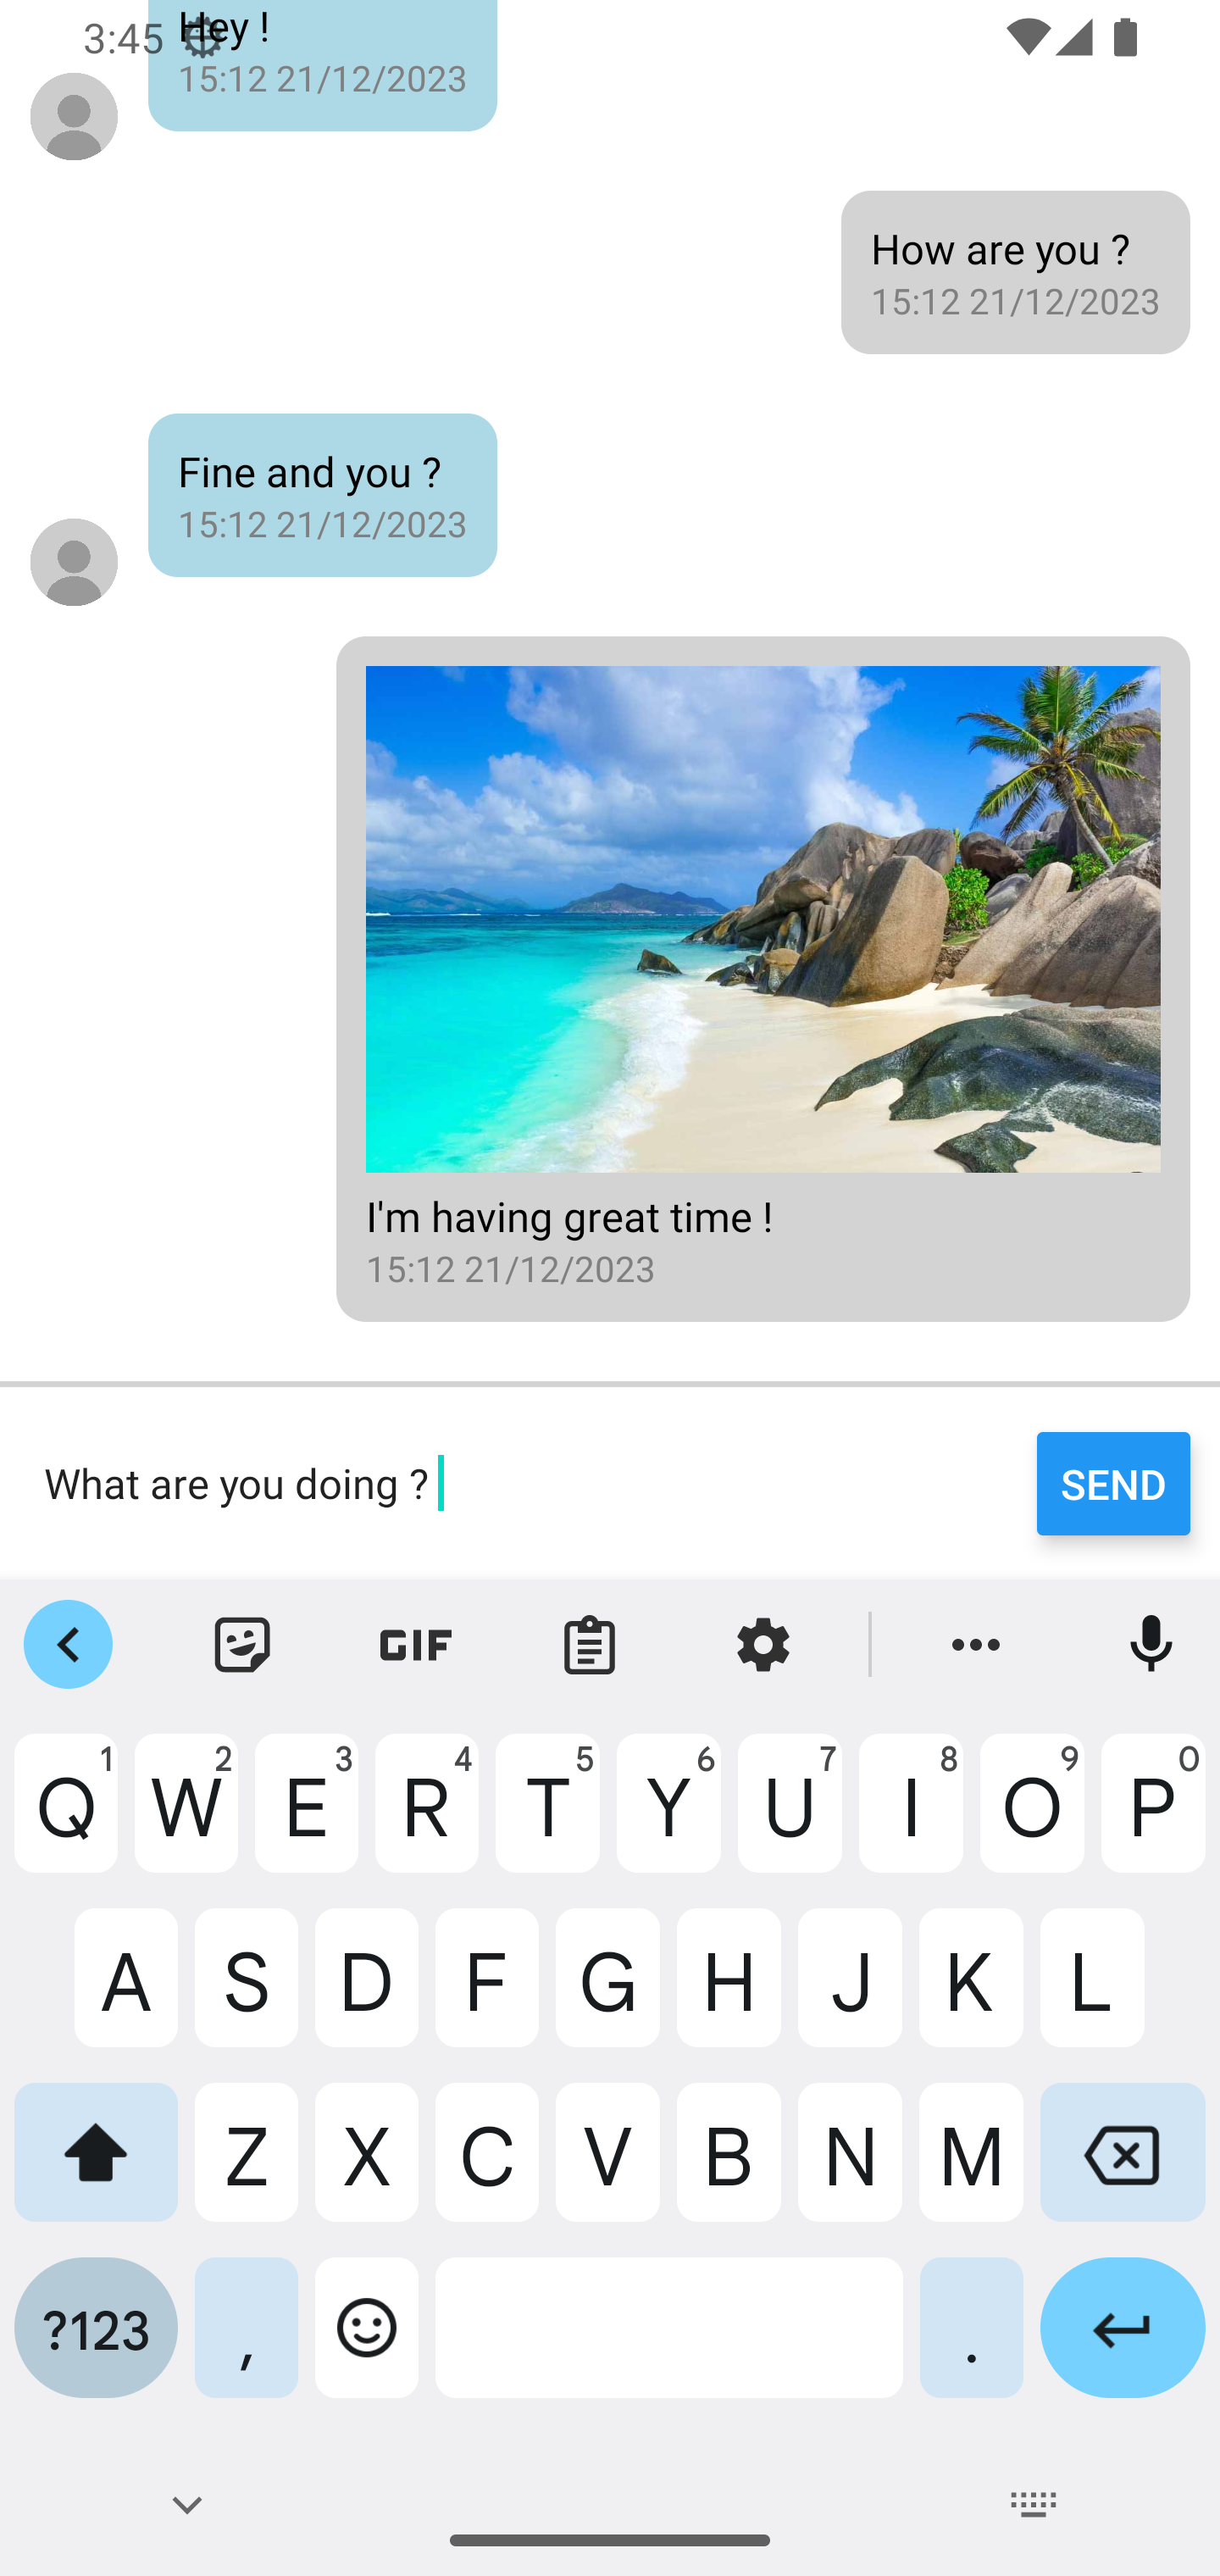 3:45
Hey !
15:12 21/12/2023
How are you ?
15:12 21/12/2023
Fine and you ?
15:12 21/12/2023
I'm having great time !
15:12 21/12/2023
What are you doing ?
SEND
GIF
1 2 3 4 5 6 7 8 9 0
Q W E R T Y U I O P
A S D F G H J K L
Z X C V B N M
?123 , .